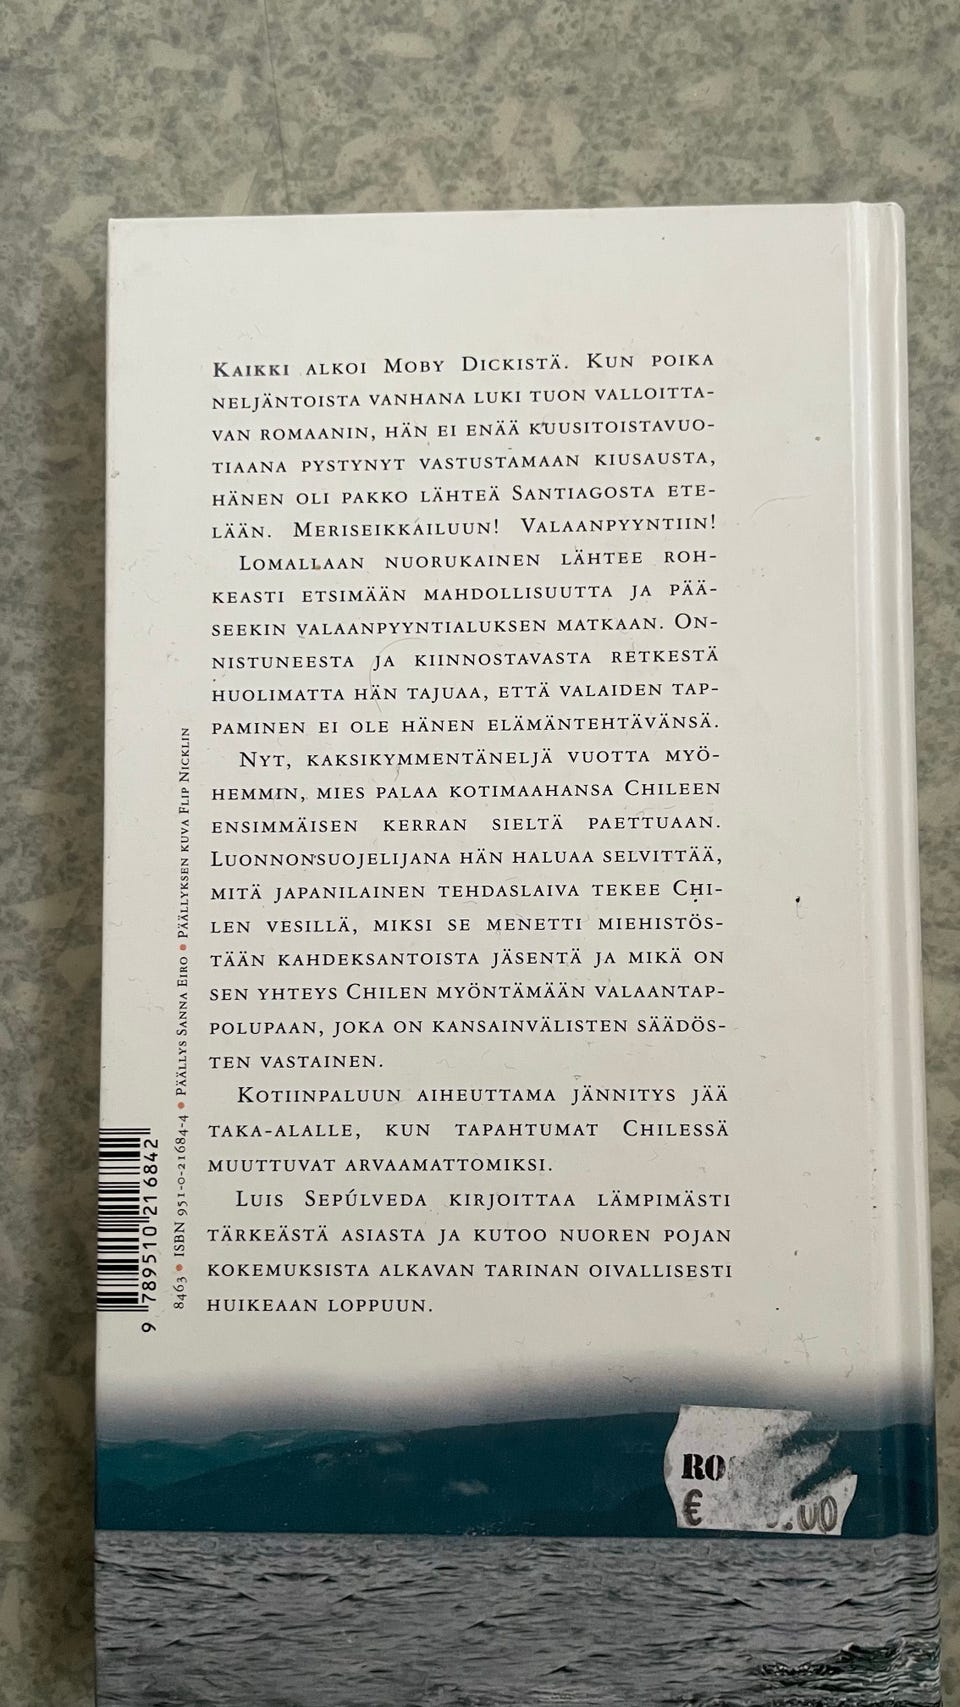 Kaikki alkoi Moby Dickistä. Kun poika
neljäntoista vanhana luki tuon valloitta-
van romaanin, hän ei enää kuusitoistavuo-
tiaana pystynyt vastustamaan kiusausta,
hänen oli pakko lähteä Santiagosta ete-
lään. Meriseikkailuun! Valaanpyyntiin!
Lomallaan nuorukainen lähtee roh-
keasti etsimään mahdollisuutta ja pää-
seekin valaanpyyntialuksen matkaan. On-
nistuneesta ja kiinnostavasta retkestä
huolimatta hän tajuaa, että valaiden tap-
paminen ei ole hänen elämäntehtävänsä.
Nyt, kaksikymmentäneljä vuotta myö-
hemmin, mies palaa kotimaahansa Chileen
ensimmäisen kerran sieltä paettuaan.
Luonnonsuojelijana hän haluaa selvittää,
mitä japanilainen tehdaslaiva tekee Chi-
len vesillä, miksi se menetti miehistös-
tään kahdeksantoista jäsentä ja mikä on
sen yhteys Chilen myöntämään valaantap-
polupaan, joka on kansainvälisten säädös-
ten vastainen.
Kotiinpaluun aiheuttama jännitys jää
taka-alalle, kun tapahtumat Chilessä
muuttuvat arvaamattomiksi.
Luis Sepúlveda kirjoittaa lämpimästi
tärkeästä asiasta ja kutoo nuoren pojan
kokemuksista alkavan tarinan oivallisesti
huikeaan loppuun.
8463 • ISBN 951-0-21684-4 • Päällys Sanna Eiro • Päällyksen kuva Flip Nicklin
9 789510 216842
€